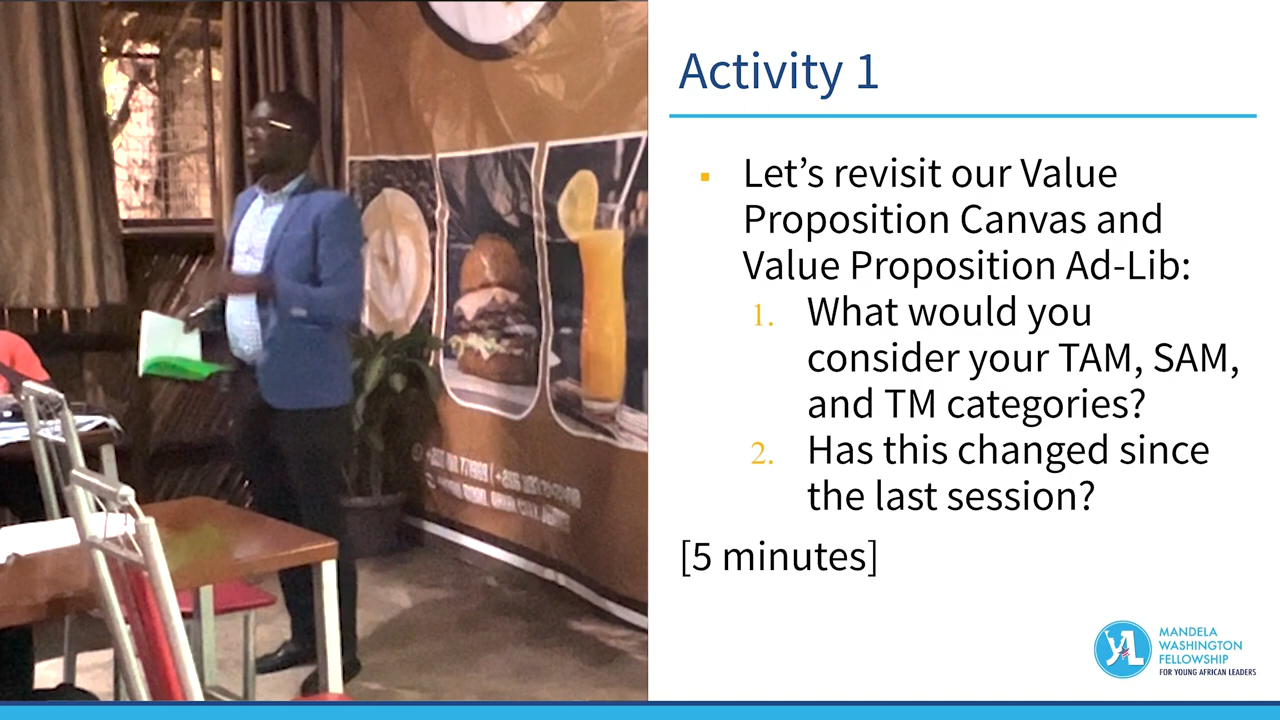 Activity 1
▪ Let’s revisit our Value
Proposition Canvas and
Value Proposition Ad-Lib:
1. What would you
consider your TAM, SAM,
and TM categories?
2. Has this changed since
the last session?
[5 minutes]
YAL
MANDELA
WASHINGTON
FELLOWSHIP
FOR YOUNG AFRICAN LEADERS